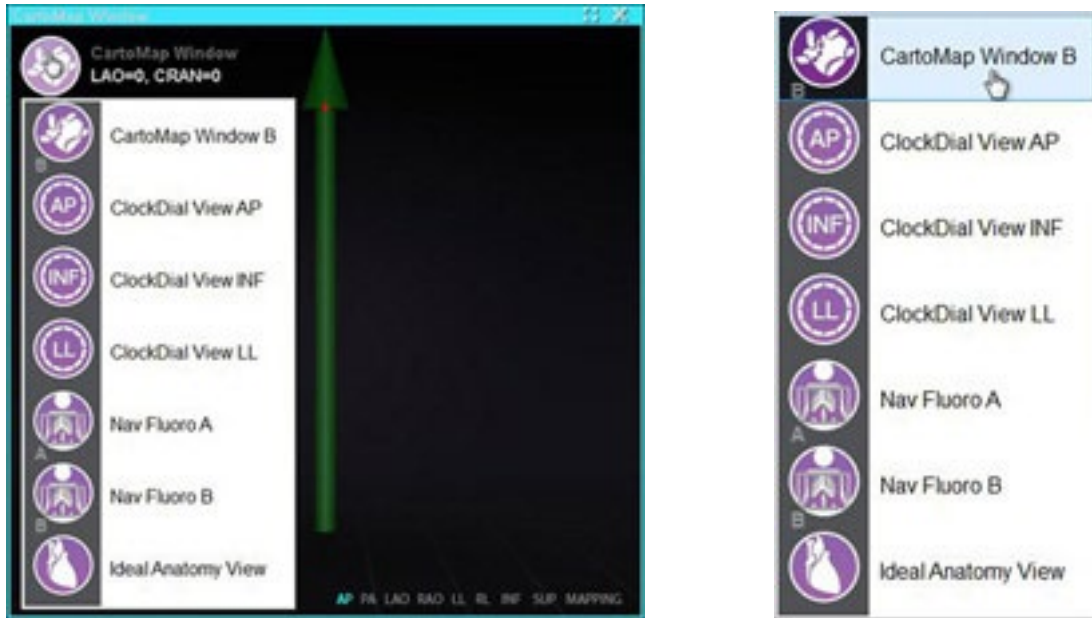 CartoMap Window
CartoMap Window
LAO=0, CRAN=0
B
CartoMap Window B
AP
ClockDial View AP
INF
ClockDial View INF
LL
ClockDial View LL
A
Nav Fluoro A
B
Nav Fluoro B
Ideal Anatomy View
AP PA LAO RAO LL RL INF SUP MAPPING
B
CartoMap Window B
AP
ClockDial View AP
INF
ClockDial View INF
LL
ClockDial View LL
A
Nav Fluoro A
B
Nav Fluoro B
Ideal Anatomy View